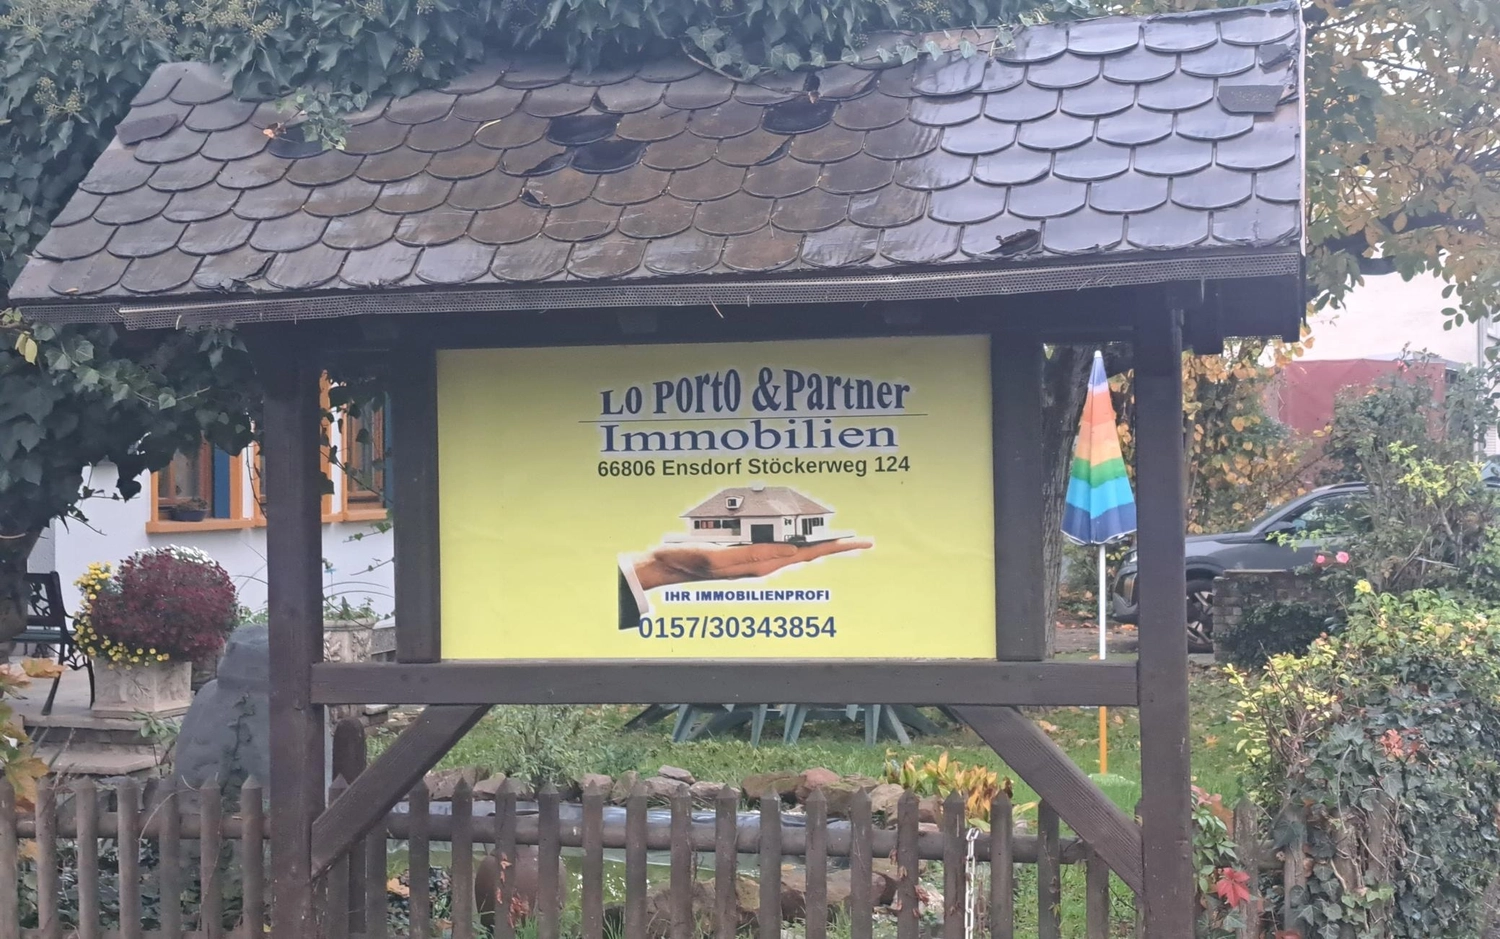 Lo Porto & Partner
Immobilien
66806 Ensdorf Stöckerweg 124
IHR IMMOBILIENPROFI
0157/30343854